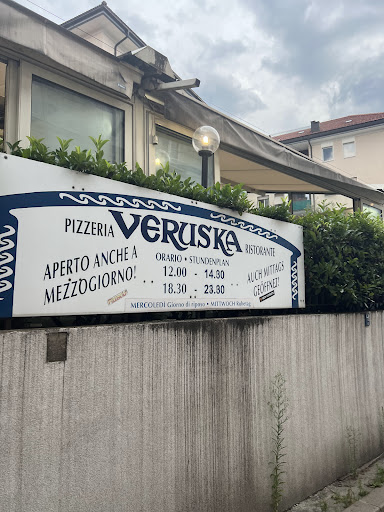 PIZZERIA VERUSKA RISTORANTE
APERTO ANCHE A
MEZZOGIORNO!
ORARIO • STUNDENPLAN
12.00 - 14.30
18.30 - 23.30
AUCH MITTAGS
GEÖFFNET!
MERCOLEDÌ Giorno di riposo • MITTWOCH Ruhetag